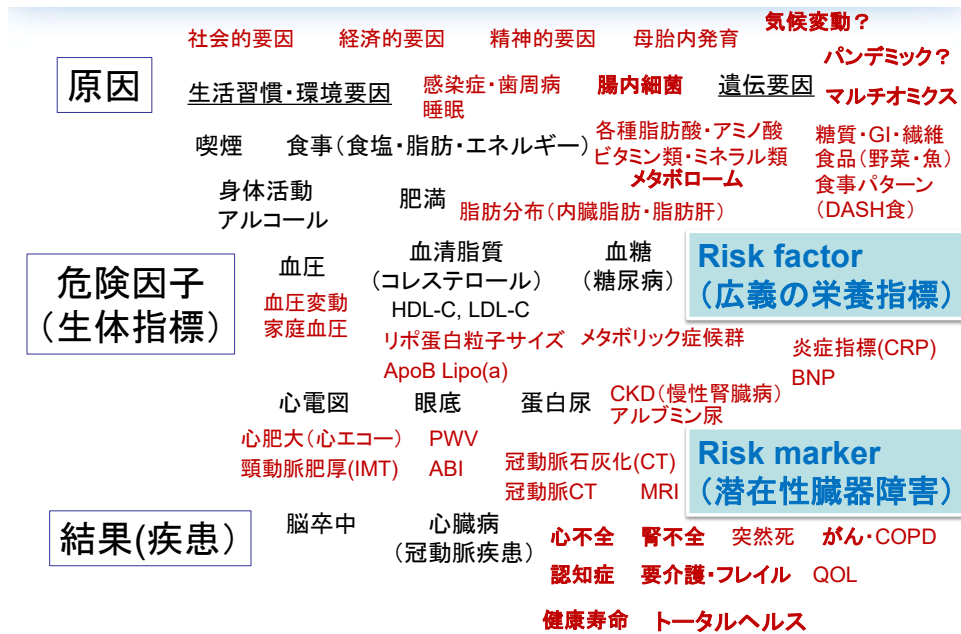 気候変動？
社会的要因 経済的要因 精神的要因 母胎内発育
パンデミック？
原因
生活習慣・環境要因
感染症・歯周病
睡眠
腸内細菌
遺伝要因
マルチオミクス
喫煙
食事（食塩・脂肪・エネルギー）
各種脂肪酸・アミノ酸
ビタミン類・ミネラル類
メタボローム
糖質・GI・繊維
食品（野菜・魚）
食事パターン
（DASH食）
身体活動
アルコール
肥満
脂肪分布（内臓脂肪・脂肪肝）
危険因子
（生体指標）
血圧
血圧変動
家庭血圧
血清脂質
（コレステロール）
HDL-C, LDL-C
リポ蛋白粒子サイズ
ApoB Lipo(a)
血糖
（糖尿病）
メタボリック症候群
Risk factor
（広義の栄養指標）
炎症指標(CRP)
BNP
心電図 眼底 蛋白尿
CKD（慢性腎臓病）
アルブミン尿
心肥大（心エコー） PWV
頸動脈肥厚(IMT) ABI
冠動脈石灰化(CT)
冠動脈CT MRI
Risk marker
（潜在性臓器障害）
結果(疾患）
脳卒中
心臓病
（冠動脈疾患）
心不全 腎不全 突然死 がん・COPD
認知症 要介護・フレイル QOL
健康寿命 トータルヘルス